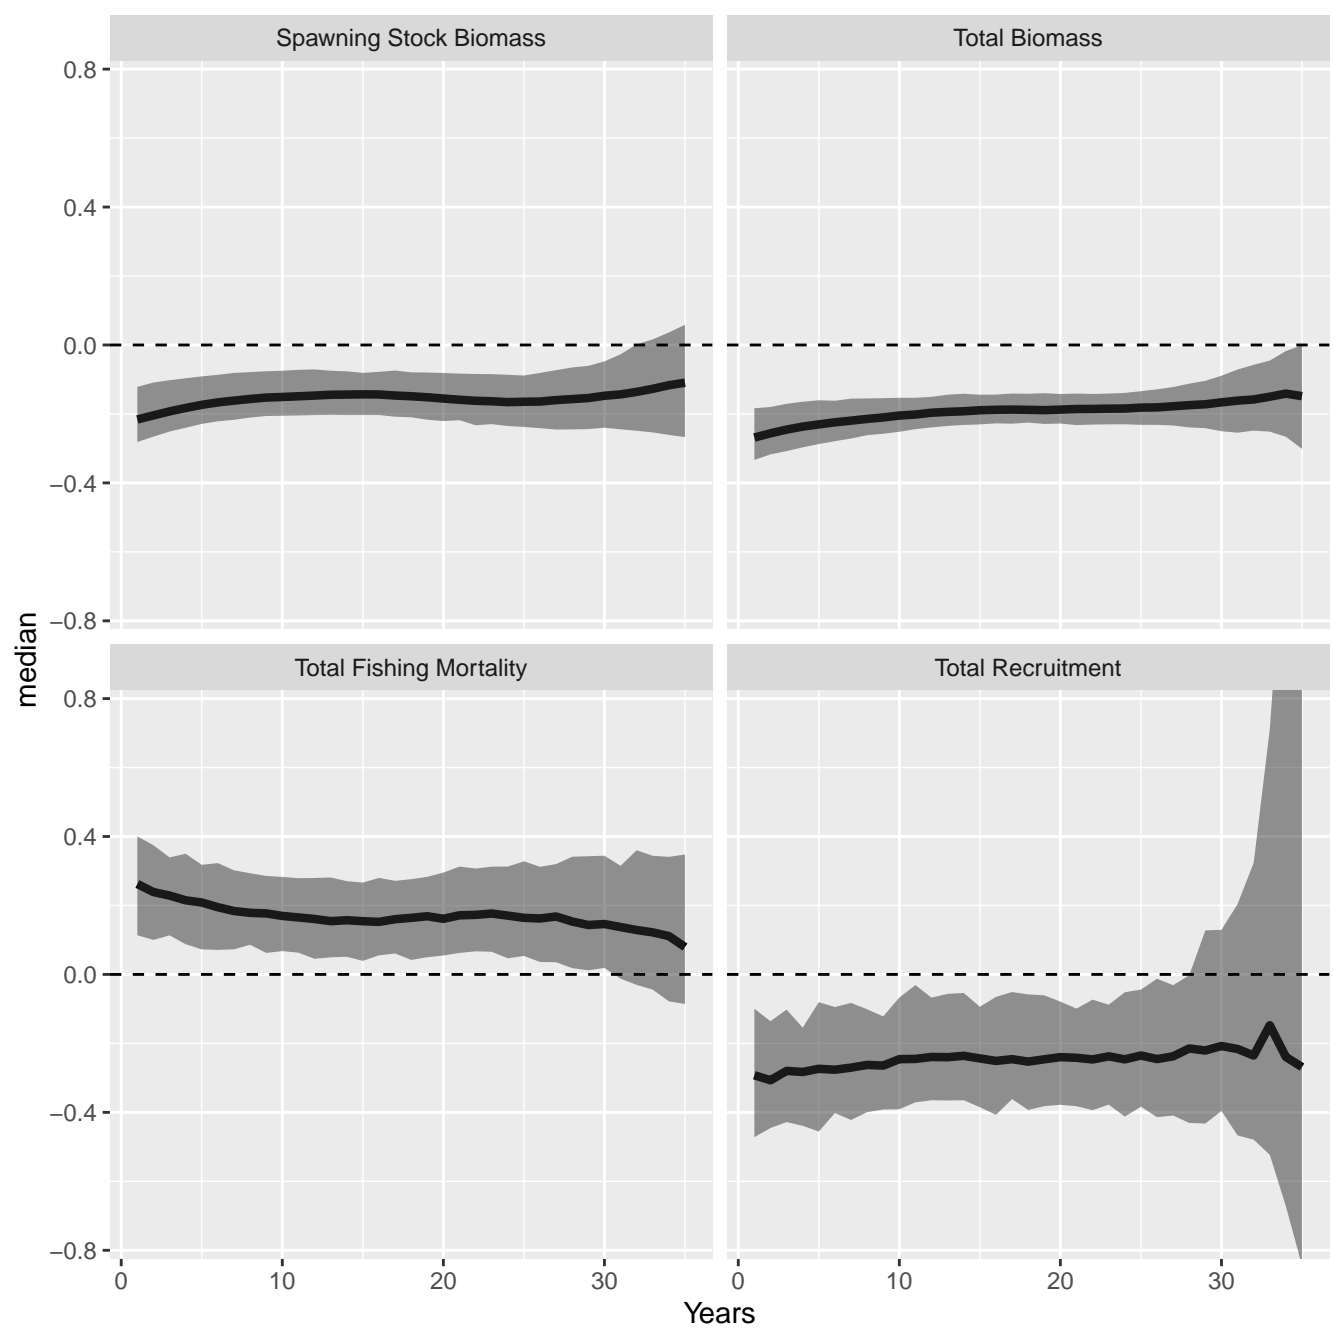 Spawning Stock Biomass
Total Biomass
0.8
0.4
0.0
−0.4
−0.8
median
Total Fishing Mortality
Total Recruitment
0.8
0.4
0.0
−0.4
−0.8
0 10 20 30
0 10 20 30
Years